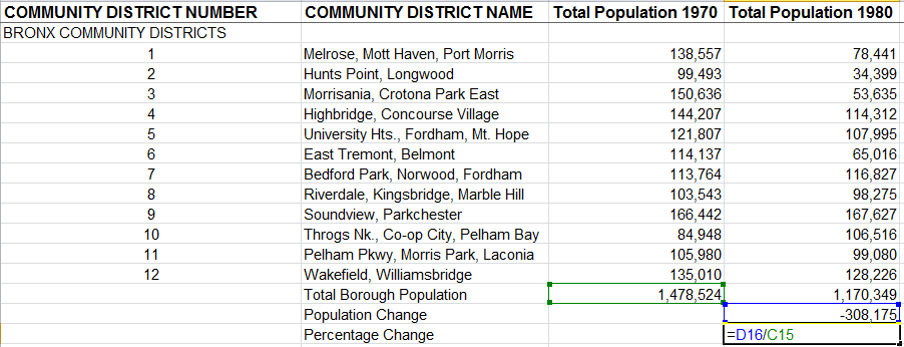 COMMUNITY DISTRICT NUMBER COMMUNITY DISTRICT NAME Total Population 1970 Total Population 1980
BRONX COMMUNITY DISTRICTS
1 Melrose, Mott Haven, Port Morris 138,557 78,441
2 Hunts Point, Longwood 99,493 34,399
3 Morrisania, Crotona Park East 150,636 53,635
4 Highbridge, Concourse Village 144,207 114,312
5 University Hts., Fordham, Mt. Hope 121,807 107,995
6 East Tremont, Belmont 114,137 65,016
7 Bedford Park, Norwood, Fordham 113,764 116,827
8 Riverdale, Kingsbridge, Marble Hill 103,543 98,275
9 Soundview, Parkchester 166,442 167,627
10 Throgs Nk., Co-op City, Pelham Bay 84,948 106,516
11 Pelham Pkwy, Morris Park, Laconia 105,980 99,080
12 Wakefield, Williamsbridge 135,010 128,226
Total Borough Population 1,478,524 1,170,349
Population Change -308,175
Percentage Change =D16/C15